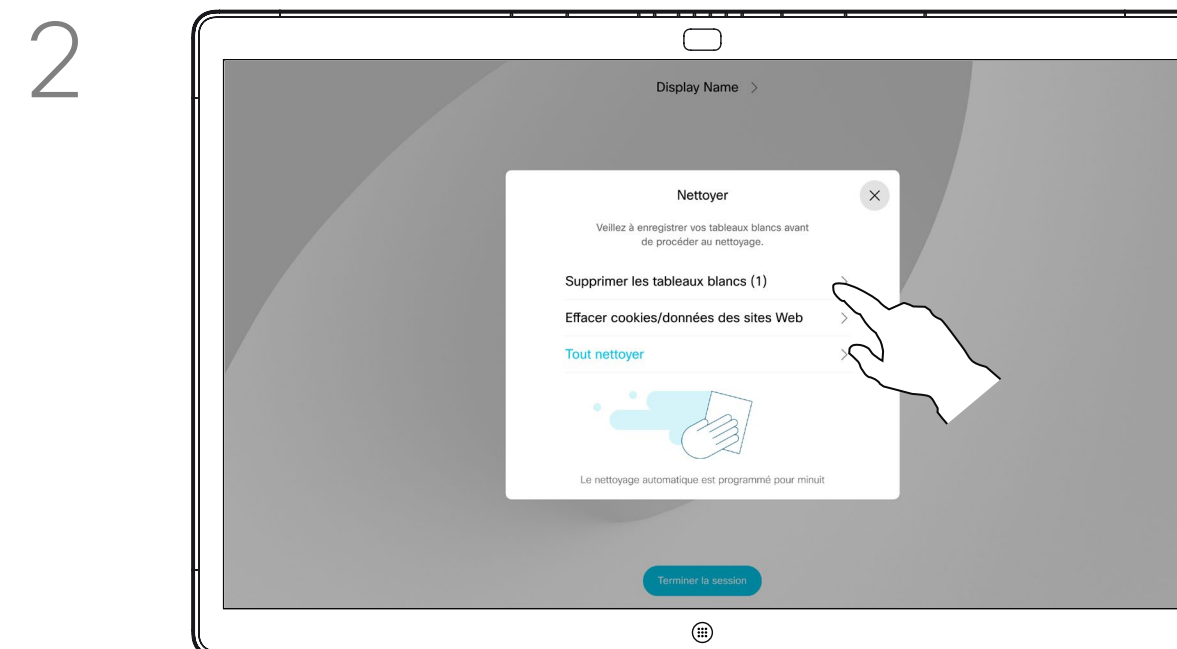 2
Display Name
Nettoyer
Veillez à enregistrer vos tableaux blancs avant
de procéder au nettoyage.
Supprimer les tableaux blancs (1)
Effacer cookies/données des sites Web
Tout nettoyer
Le nettoyage automatique est programmé pour minuit
Terminer la session